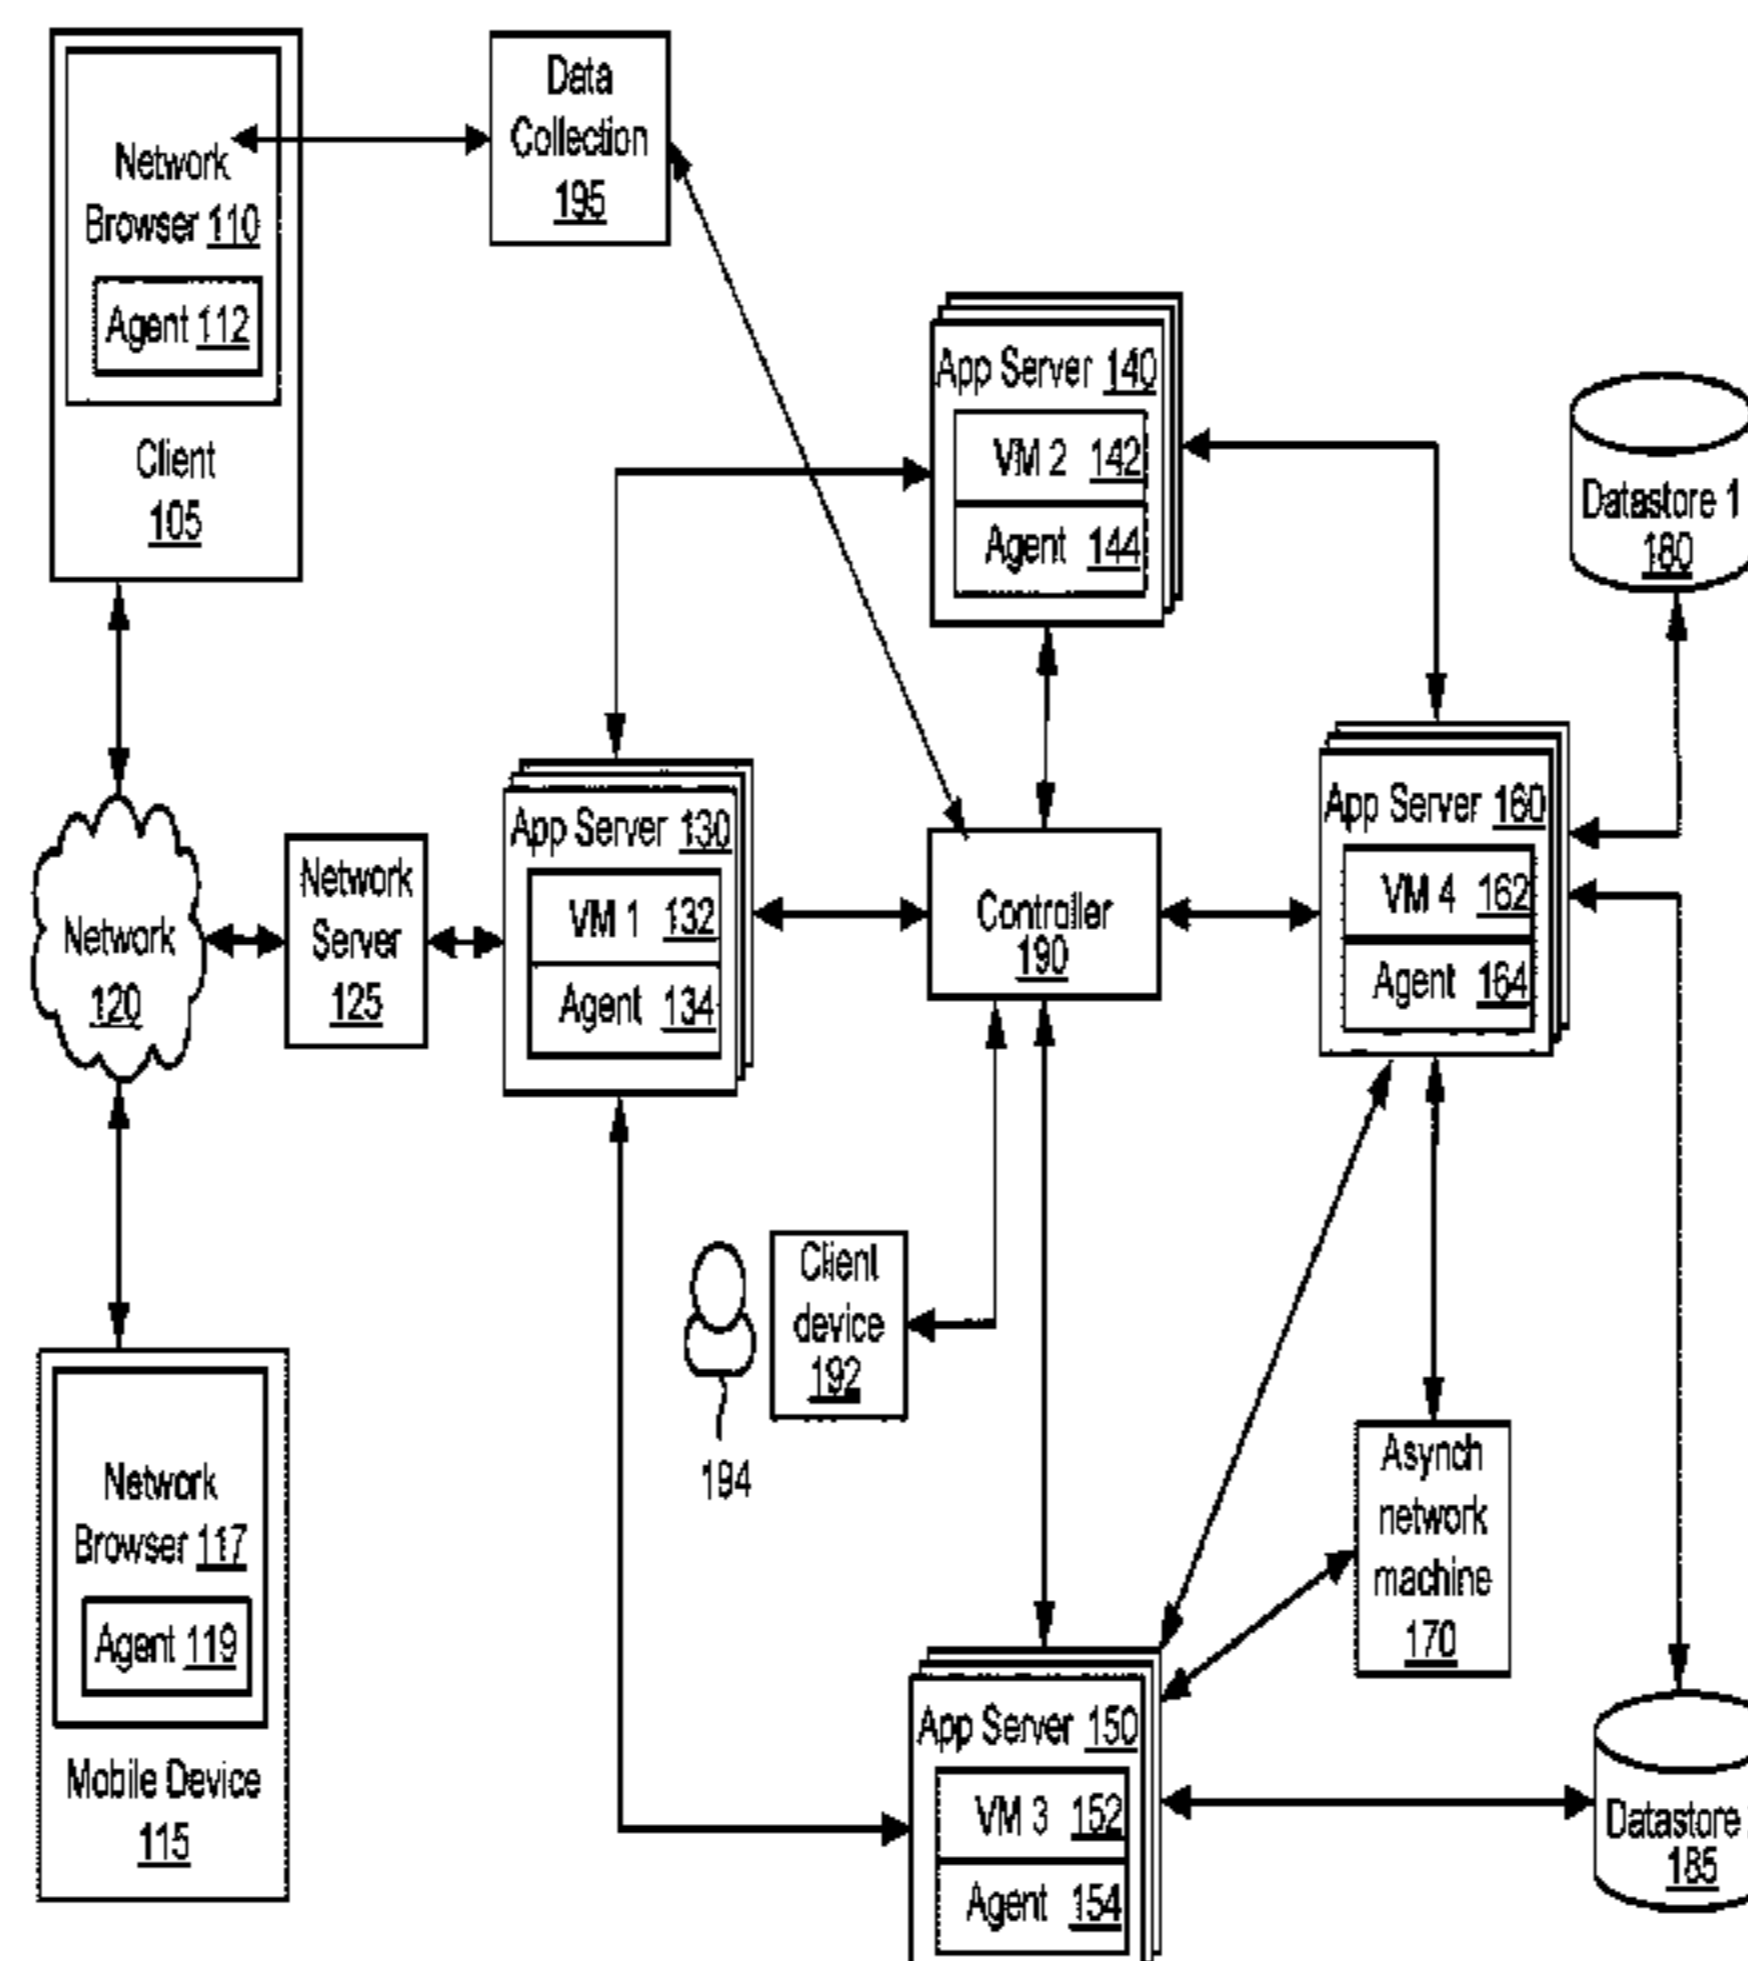 Network
Browser 110
Agent 112
Client
105
Data
Collection
195
App Server 140
VM 2 142
Agent 144
Datastore 1
180
Network
120
Network
Server
125
App Server 130
VM 1 132
Agent 134
Controller
190
App Server 160
VM 4 162
Agent 164
Client
device
192
194
Asynch
network
machine
170
Network
Browser 117
Agent 119
Mobile Device
115
App Server 150
VM 3 152
Agent 154
Datastore
185